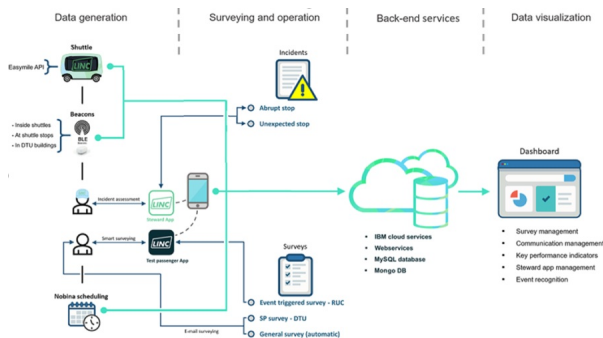 Data generation
Surveying and operation
Back-end services
Data visualization
Shuttle
Easymile API
LINC
Beacons
• Inside shuttles
• At shuttle stops
• In DTU buildings
BLE
Incident assessment
LINC
Steward App
Smart surveying
LINC
Test passenger App
Nobina scheduling
E.mail surveying
Incidents
Abrupt stop
Unexpected stop
Surveys
Event triggered survey - RUC
SP survey - DTU
General survey (automatic)
• IBM cloud services
• Webservices
• MySQL database
• Mongo DB
Dashboard
• Survey management
• Communication management
• Key performance indicators
• Steward app management
• Event recognition